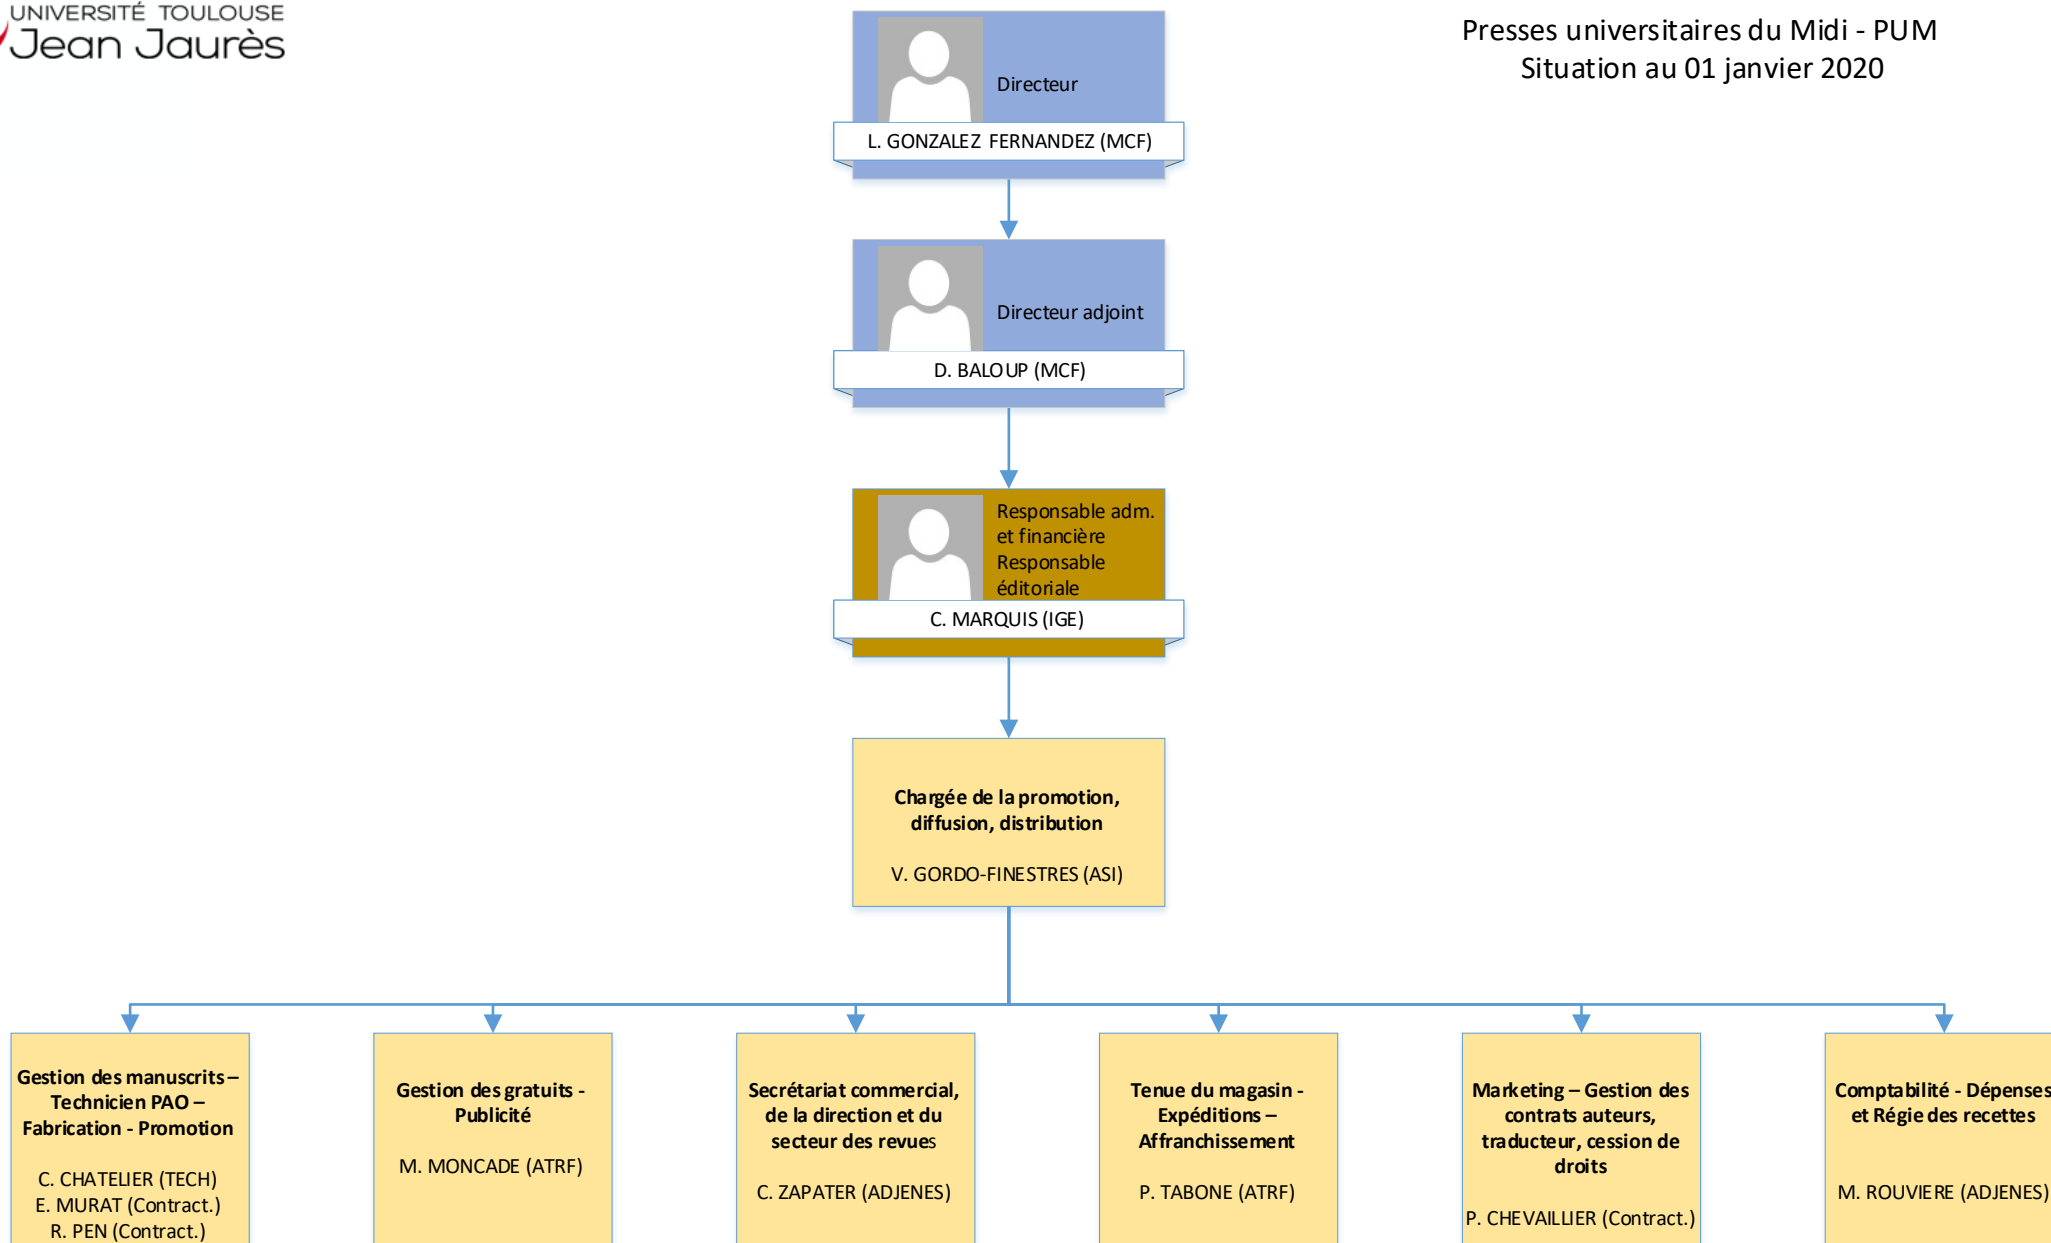 UNIVERSITÉ TOULOUSE
Jean Jaurès
Presses universitaires du Midi - PUM
Situation au 01 janvier 2020
Directeur
L. GONZALEZ FERNANDEZ (MCF)
Directeur adjoint
D. BALOUP (MCF)
Responsable adm.
et financière
Responsable
éditoriale
C. MARQUIS (IGE)
Chargée de la promotion,
diffusion, distribution
V. GORDO-FINESTRES (ASI)
Gestion des manuscrits –
Technicien PAO –
Fabrication - Promotion
C. CHATELIER (TECH)
E. MURAT (Contract.)
R. PEN (Contract.)
Gestion des gratuits -
Publicité
M. MONCADE (ATRF)
Secrétariat commercial,
de la direction et du
secteur des revues
C. ZAPATER (ADJENES)
Tenue du magasin -
Expéditions –
Affranchissement
P. TABONE (ATRF)
Marketing – Gestion des
contrats auteurs,
traducteur, cession de
droits
P. CHEVAILLIER (Contract.)
Comptabilité - Dépenses
et Régie des recettes
M. ROUVIERE (ADJENES)